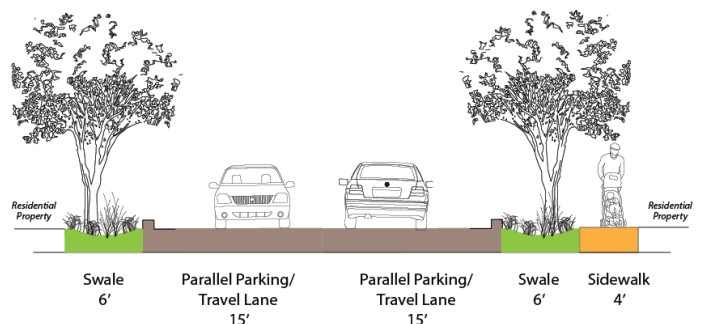 Residential
Property
Residential
Property
Swale
6'
Parallel Parking/
Travel Lane
15'
Parallel Parking/
Travel Lane
15'
Swale
6'
Sidewalk
4'